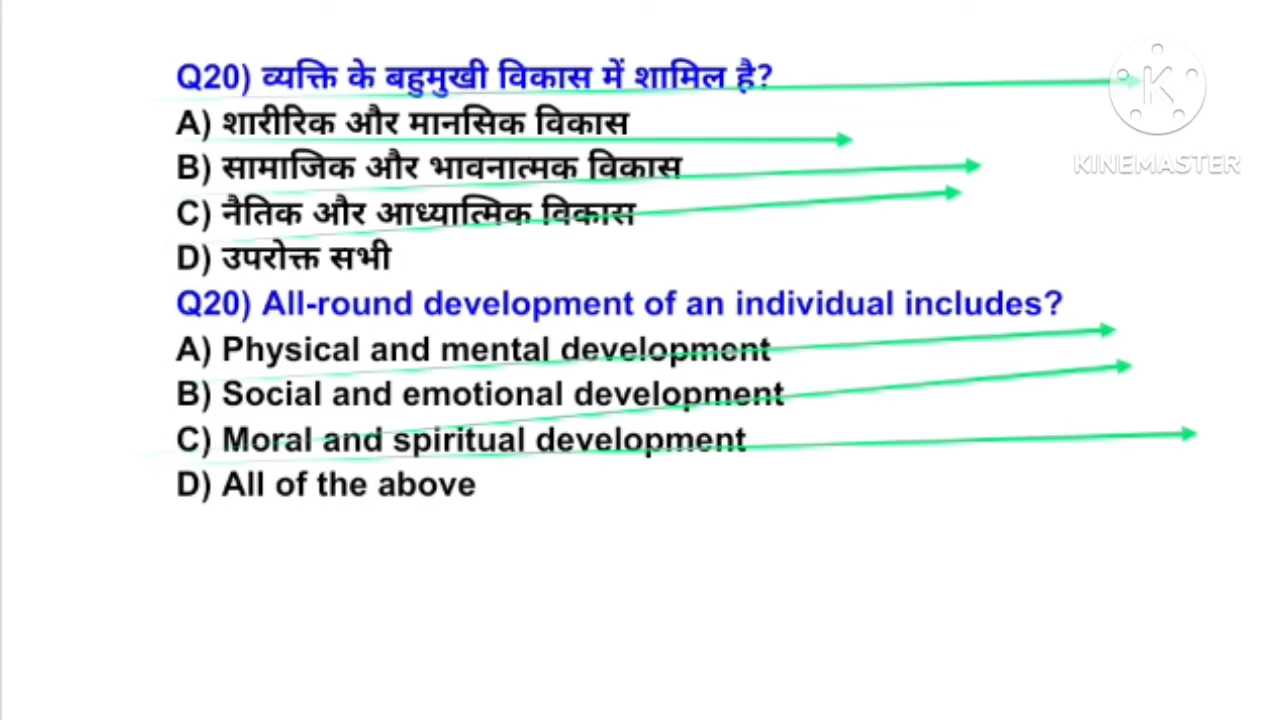 Q20) व्यक्ति के बहुमुखी विकास में शामिल है?
A) शारीरिक और मानसिक विकास
B) सामाजिक और भावनात्मक विकास
C) नैतिक और आध्यात्मिक विकास
D) उपरोक्त सभी
Q20) All-round development of an individual includes?
A) Physical and mental development
B) Social and emotional development
C) Moral and spiritual development
D) All of the above
K
KINEMASTER